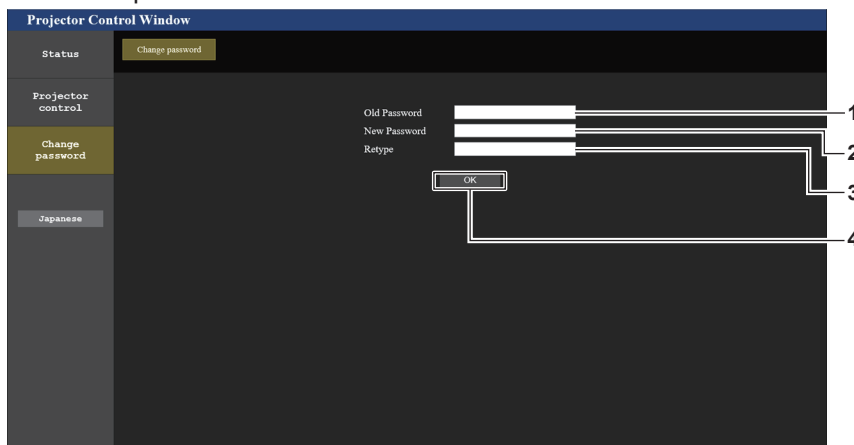 Projector Control Window
Status
Change password
Projector
control
Change
password
Japanese
Old Password
New Password
Retype
OK
1
2
3
4